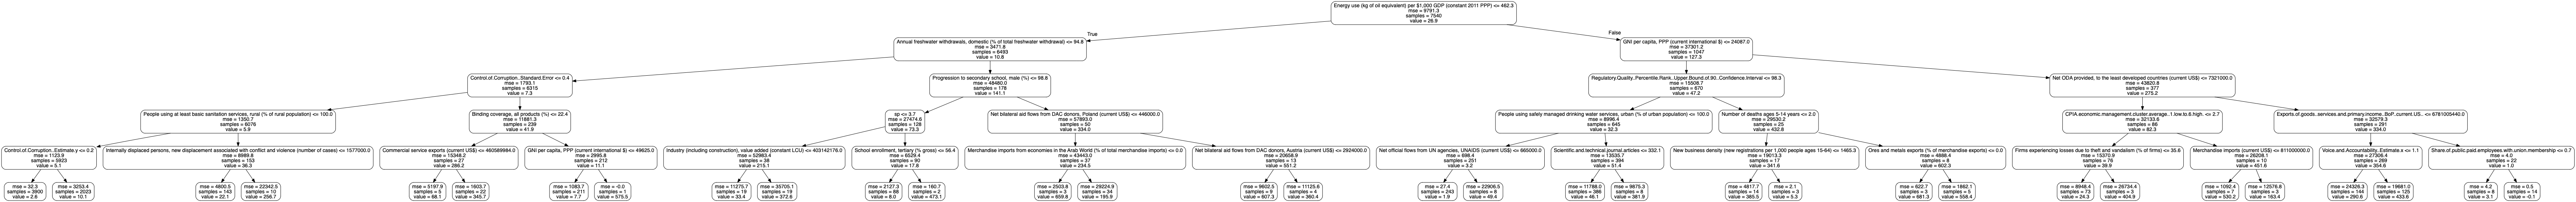 Energy use (kg of oil equivalent) per $1,000 GDP (constant 2011 PPP) <= 462.3
mse = 9791.3
samples = 7540
value = 26.9
True
False
Annual freshwater withdrawals, domestic (% of total freshwater withdrawal) <= 94.8
mse = 3471.8
samples = 6493
value = 10.8
GNI per capita, PPP (current international $) <= 24087.0
mse = 37301.2
samples = 1047
value = 127.3
Control.of.Corruption..Standard.Error <= 0.4
mse = 1793.1
samples = 6315
value = 7.3
Progression to secondary school, male (%) <= 98.8
mse = 48480.0
samples = 178
value = 141.1
Regulatory.Quality..Percentile.Rank..Upper.Bound.of.90..Confidence.Interval <= 98.3
mse = 15508.7
samples = 670
value = 47.2
Net ODA provided, to the least developed countries (current US$) <= 7321000.0
mse = 43820.8
samples = 377
value = 275.2
People using at least basic sanitation services, rural (% of rural population) <= 100.0
mse = 1350.7
samples = 6076
value = 5.9
Binding coverage, all products (%) <= 22.4
mse = 11881.3
samples = 239
value = 41.9
sp <= 3.7
mse = 27474.6
samples = 128
value = 73.3
Net bilateral aid flows from DAC donors, Poland (current US$) <= 446000.0
mse = 57893.0
samples = 50
value = 334.0
People using safely managed drinking water services, urban (% of urban population) <= 100.0
mse = 8996.4
samples = 645
value = 32.3
Number of deaths ages 5-14 years <= 2.0
mse = 29530.2
samples = 25
value = 432.8
CPIA.economic.management.cluster.average..1.low.to.6.high. <= 2.7
mse = 32133.6
samples = 86
value = 82.3
Exports.of.goods..services.and.primary.income..BoP..current.US.. <= 6781005440.0
mse = 32579.3
samples = 291
value = 334.0
Control.of.Corruption..Estimate.y <= 0.2
mse = 1123.9
samples = 5923
value = 5.1
Internally displaced persons, new displacement associated with conflict and violence (number of cases) <= 1577000.0
mse = 8989.8
samples = 153
value = 36.3
Commercial service exports (current US$) <= 460589984.0
mse = 15348.2
samples = 27
value = 286.2
GNI per capita, PPP (current international $) <= 49625.0
mse = 2995.8
samples = 212
value = 11.1
Industry (including construction), value added (constant LCU) <= 403142176.0
mse = 52983.4
samples = 38
value = 215.1
School enrollment, tertiary (% gross) <= 56.4
mse = 6529.4
samples = 90
value = 17.8
Merchandise imports from economies in the Arab World (% of total merchandise imports) <= 0.0
mse = 43443.0
samples = 37
value = 234.5
Net bilateral aid flows from DAC donors, Austria (current US$) <= 2924000.0
mse = 20658.9
samples = 13
value = 551.2
Net official flows from UN agencies, UNAIDS (current US$) <= 665000.0
mse = 698.4
samples = 251
value = 3.2
Scientific.and.technical.journal.articles <= 332.1
mse = 13535.7
samples = 394
value = 51.4
New business density (new registrations per 1,000 people ages 15-64) <= 1465.3
mse = 19013.3
samples = 17
value = 341.6
Ores and metals exports (% of merchandise exports) <= 0.0
mse = 4888.4
samples = 8
value = 602.3
Firms experiencing losses due to theft and vandalism (% of firms) <= 35.6
mse = 15370.9
samples = 76
value = 39.9
Merchandise imports (current US$) <= 811000000.0
mse = 26208.1
samples = 10
value = 451.6
Voice.and.Accountability..Estimate.x <= 1.1
mse = 27306.4
samples = 269
value = 354.6
Share.of.public.paid.employees.with.union.membership <= 0.7
mse = 4.0
samples = 22
value = 1.0
mse = 32.3
samples = 3900
value = 2.6
mse = 3253.4
samples = 2023
value = 10.1
mse = 4800.5
samples = 143
value = 22.1
mse = 22342.5
samples = 10
value = 256.7
mse = 5197.9
samples = 5
value = 68.1
mse = 1603.7
samples = 22
value = 345.7
mse = 1083.7
samples = 211
value = 7.7
mse = -0.0
samples = 1
value = 575.5
mse = 11275.7
samples = 19
value = 33.4
mse = 35705.1
samples = 19
value = 372.6
mse = 2127.3
samples = 88
value = 8.0
mse = 160.7
samples = 2
value = 473.1
mse = 2503.8
samples = 3
value = 659.8
mse = 29224.9
samples = 34
value = 195.9
mse = 9602.5
samples = 9
value = 607.3
mse = 11125.6
samples = 4
value = 360.4
mse = 27.4
samples = 243
value = 1.9
mse = 22906.5
samples = 8
value = 49.4
mse = 11788.0
samples = 386
value = 46.1
mse = 9875.3
samples = 8
value = 381.9
mse = 4817.7
samples = 14
value = 385.5
mse = 2.1
samples = 3
value = 5.3
mse = 622.7
samples = 3
value = 681.3
mse = 1882.1
samples = 5
value = 558.4
mse = 8948.4
samples = 73
value = 24.3
mse = 26734.4
samples = 3
value = 404.9
mse = 1092.4
samples = 7
value = 530.2
mse = 12576.8
samples = 3
value = 163.4
mse = 24326.3
samples = 144
value = 290.6
mse = 19681.0
samples = 125
value = 433.6
mse = 4.2
samples = 8
value = 3.1
mse = 0.5
samples = 14
value = -0.1